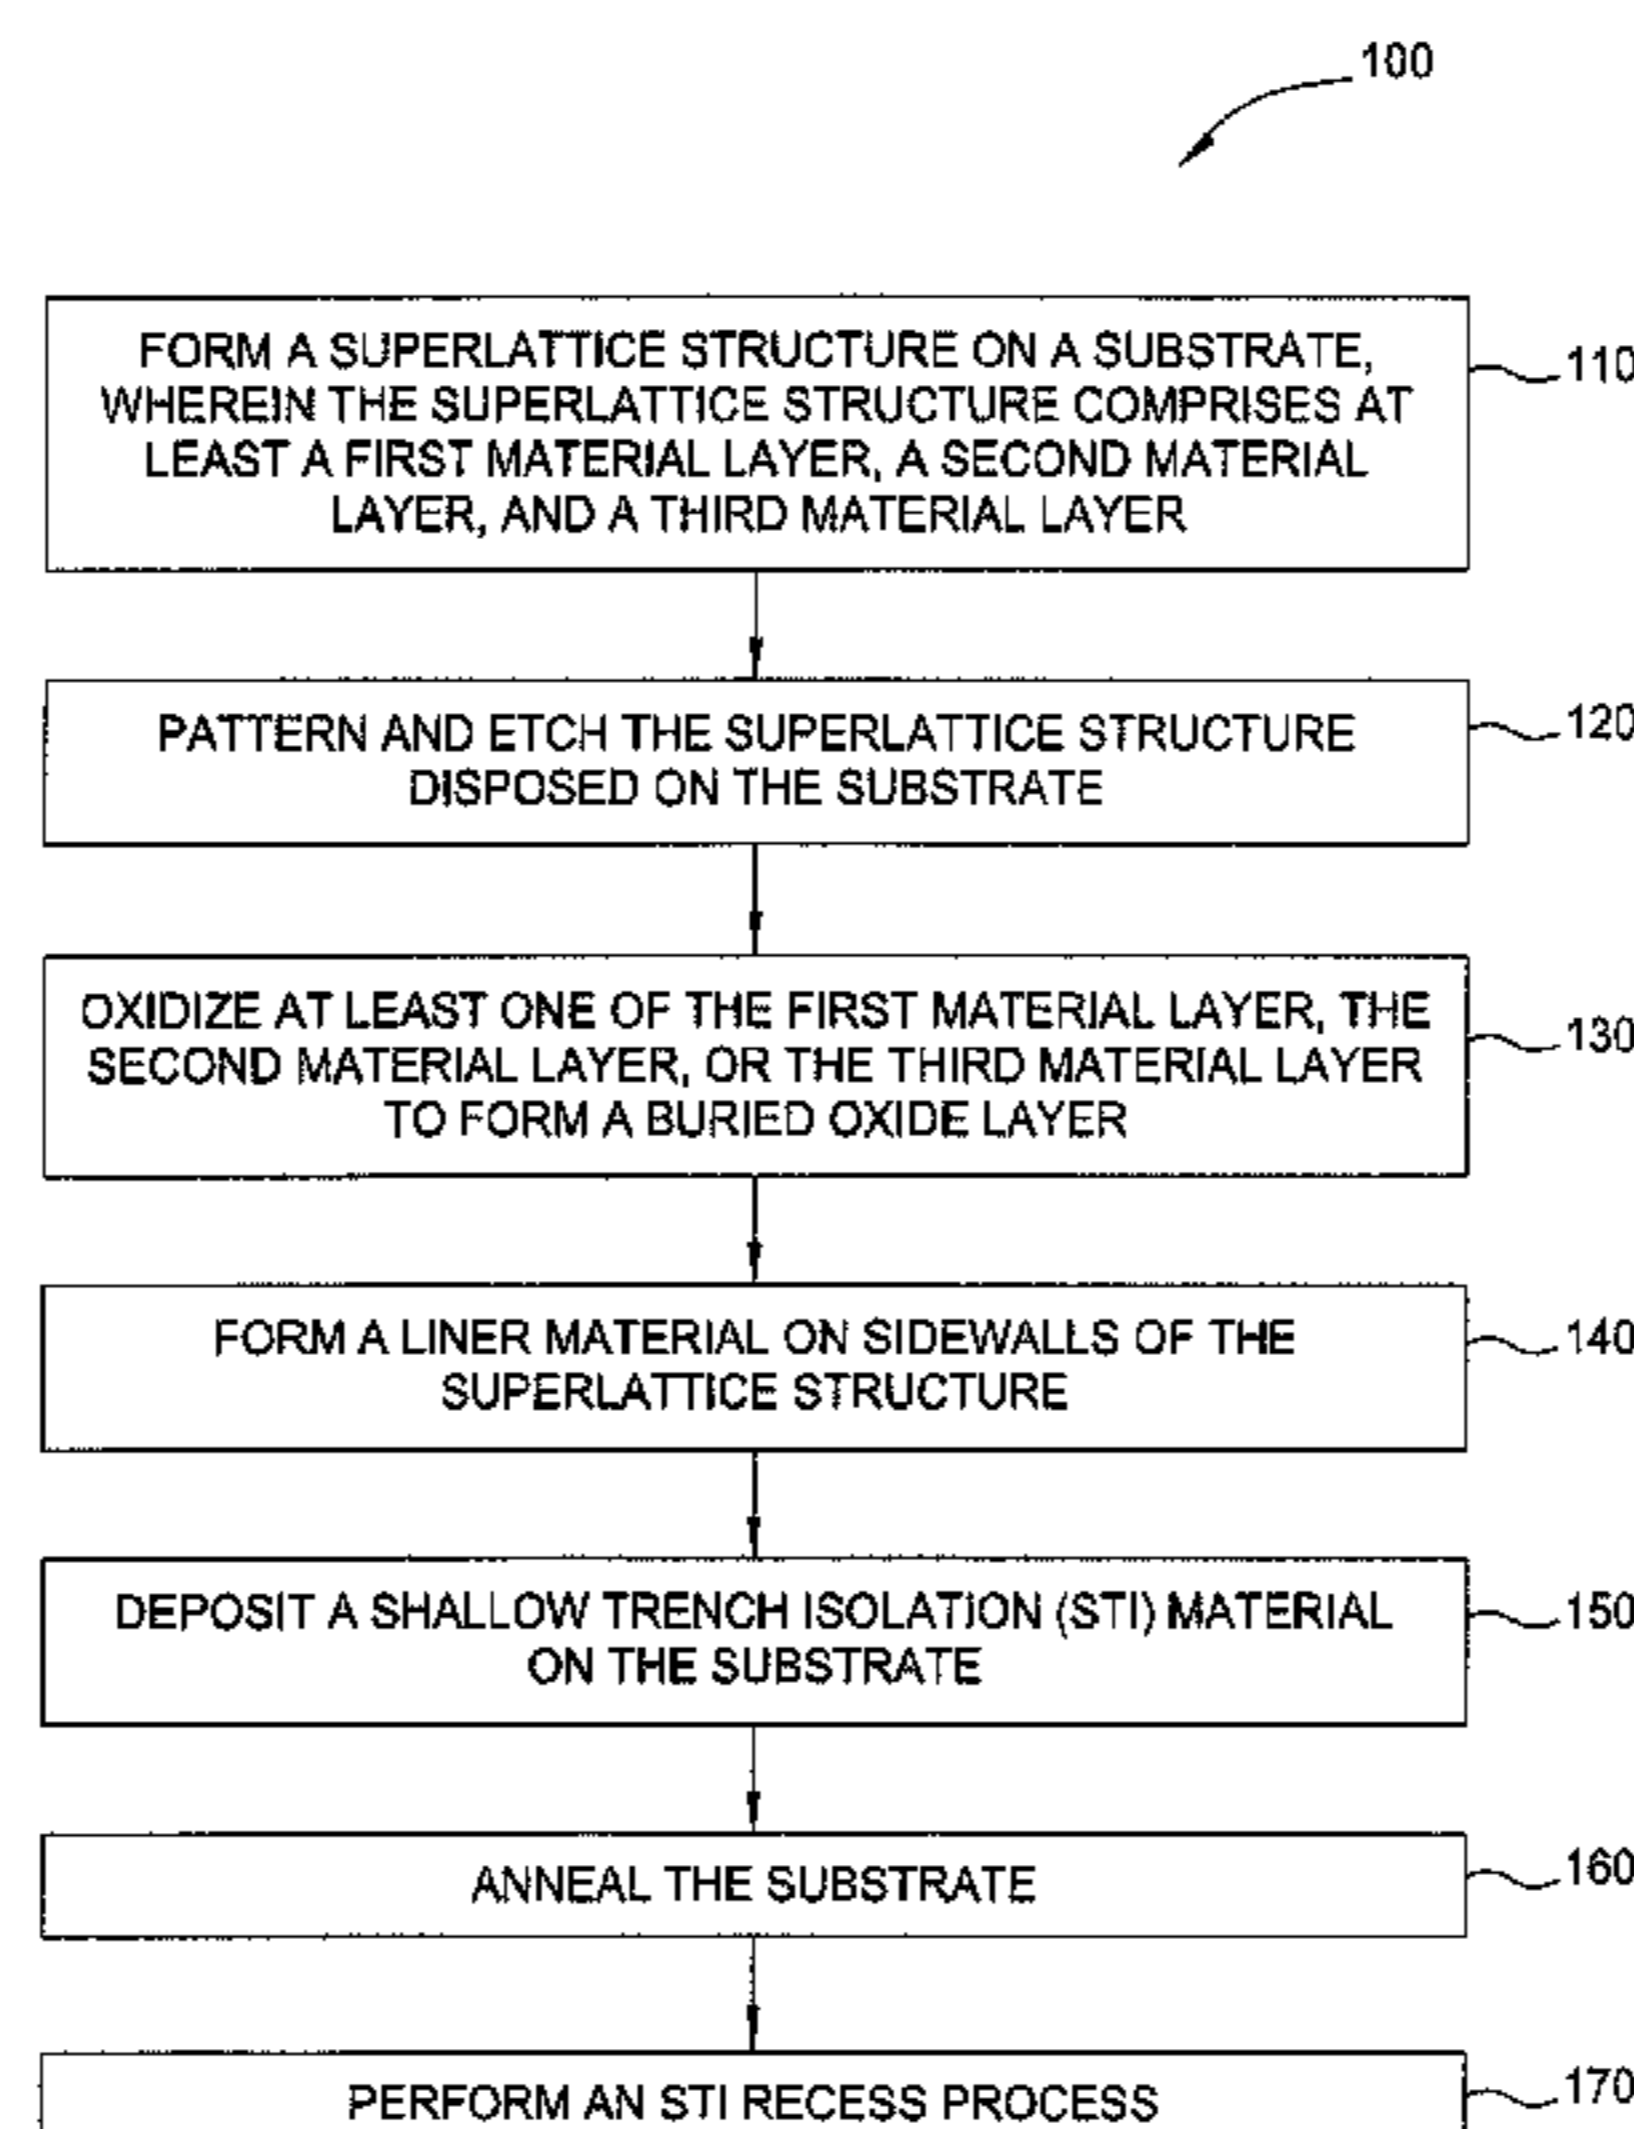 100
FORM A SUPERLATTICE STRUCTURE ON A SUBSTRATE,
WHEREIN THE SUPERLATTICE STRUCTURE COMPRISES AT
LEAST A FIRST MATERIAL LAYER, A SECOND MATERIAL
LAYER, AND A THIRD MATERIAL LAYER
110
PATTERN AND ETCH THE SUPERLATTICE STRUCTURE
DISPOSED ON THE SUBSTRATE
120
OXIDIZE AT LEAST ONE OF THE FIRST MATERIAL LAYER, THE
SECOND MATERIAL LAYER, OR THE THIRD MATERIAL LAYER
TO FORM A BURIED OXIDE LAYER
130
FORM A LINER MATERIAL ON SIDEWALLS OF THE
SUPERLATTICE STRUCTURE
140
DEPOSIT A SHALLOW TRENCH ISOLATION (STI) MATERIAL
ON THE SUBSTRATE
150
ANNEAL THE SUBSTRATE
160
PERFORM AN STI RECESS PROCESS
170